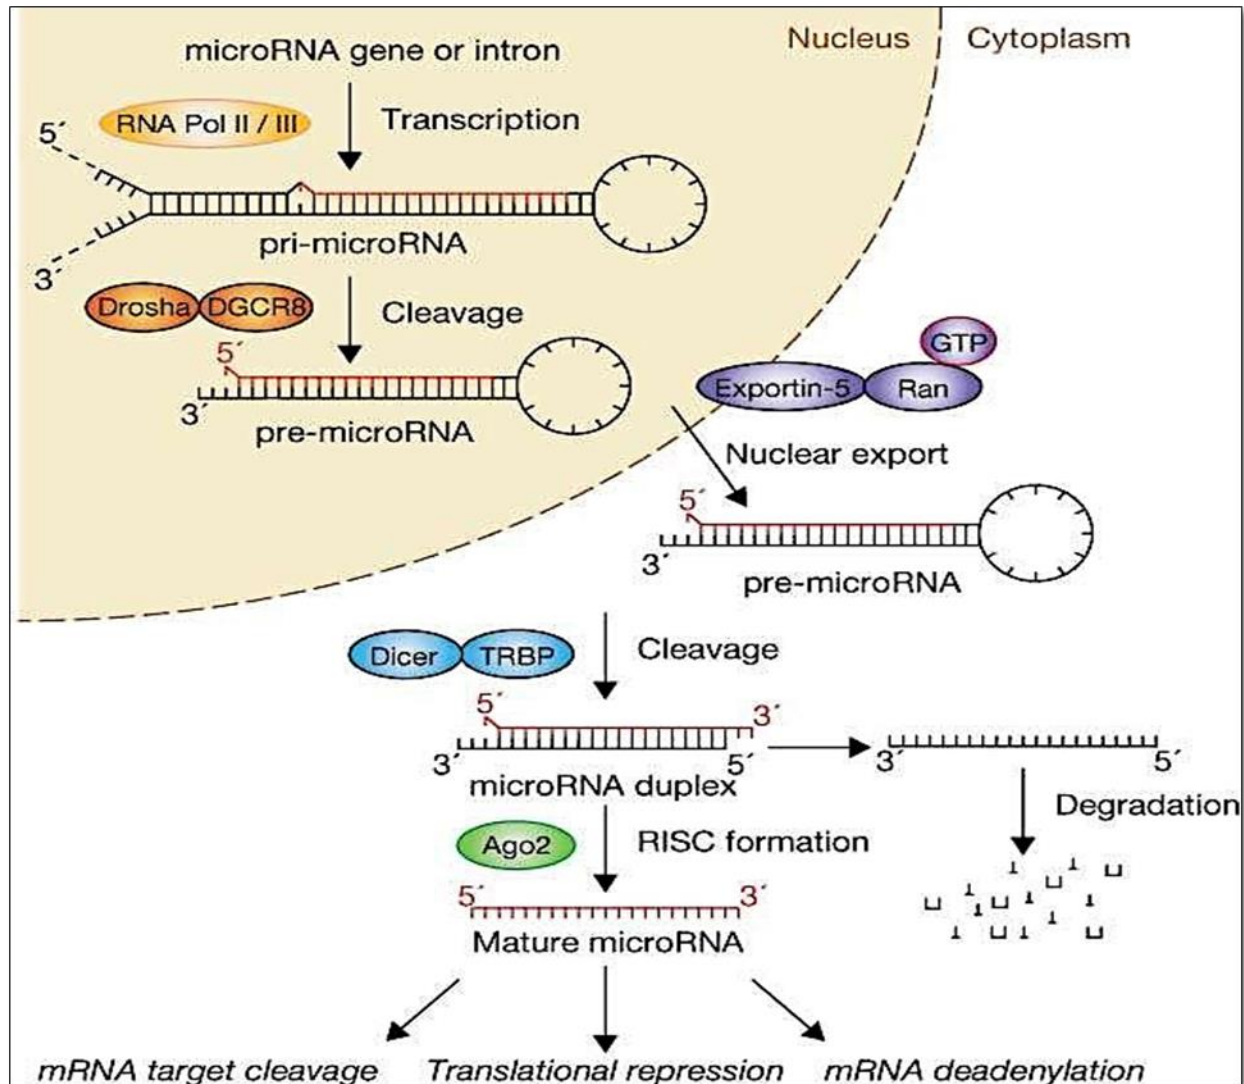 microRNA gene or intron
Nucleus
Cytoplasm
RNA Pol II / III
Transcription
5´
3´
pri-microRNA
Drosha
DGCR8
Cleavage
5´
3´
pre-microRNA
GTP
Exportin-5
Ran
Nuclear export
5´
3´
pre-microRNA
Dicer
TRBP
Cleavage
5´
3´
3´
5´
microRNA duplex
3´
5´
Degradation
Ago2
RISC formation
5´
3´
Mature microRNA
mRNA target cleavage
Translational repression
mRNA deadenylation